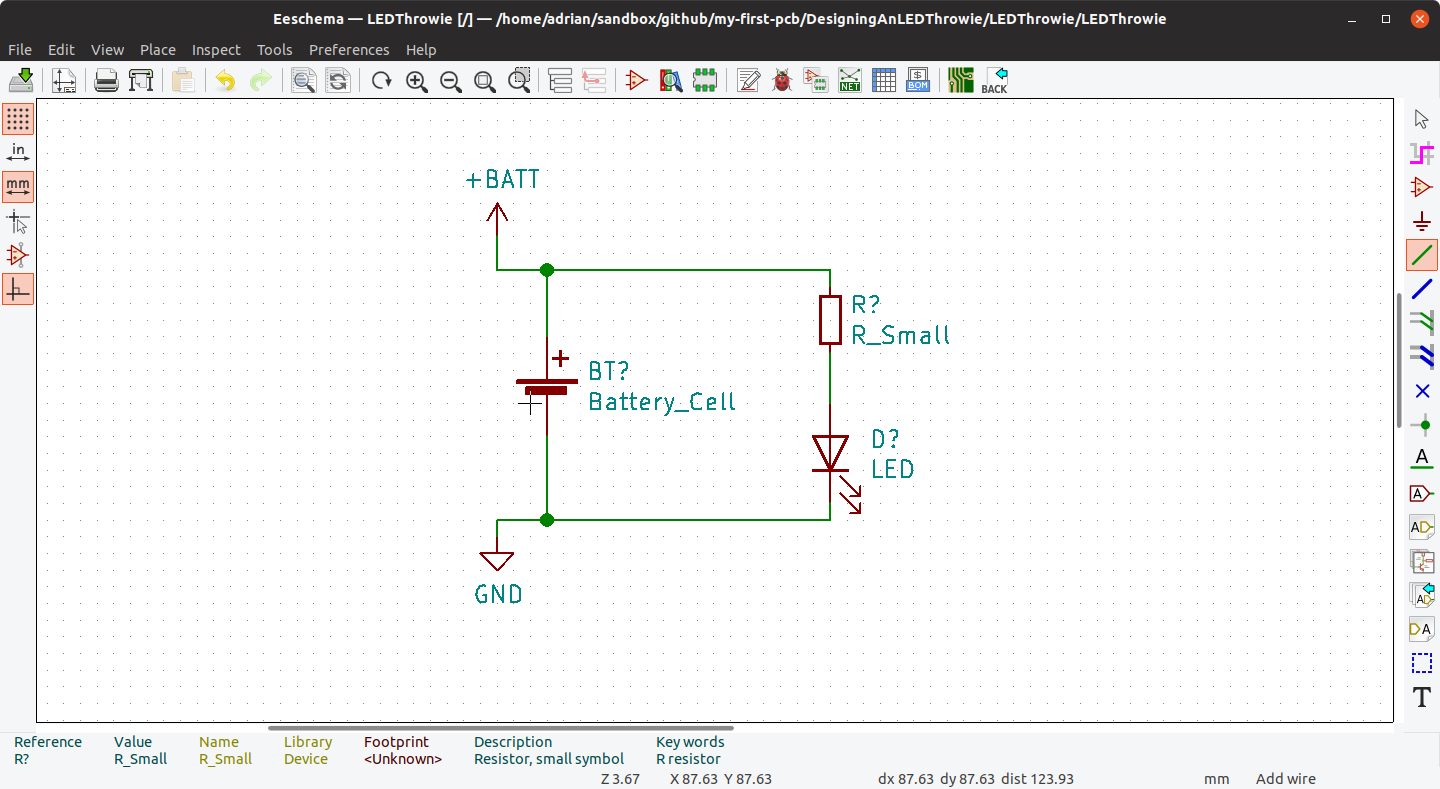 Eeschema — LEDThrowie [/] — /home/adrian/sandbox/github/my-first-pcb/DesigningAnLEDThrowie/LEDThrowie/LEDThrowie
File Edit View Place Inspect Tools Preferences Help
NET
$
BOM
BACK
in
mm
+BATT
R?
R_Small
+
BT?
Battery_Cell
D?
LED
GND
A
A
AD
AD
DA
T
Reference Value Name Library Footprint Description Key words
R? R_Small R_Small Device <Unknown> Resistor, small symbol R resistor
Z 3.67 X 87.63 Y 87.63 dx 87.63 dy 87.63 dist 123.93 mm Add wire